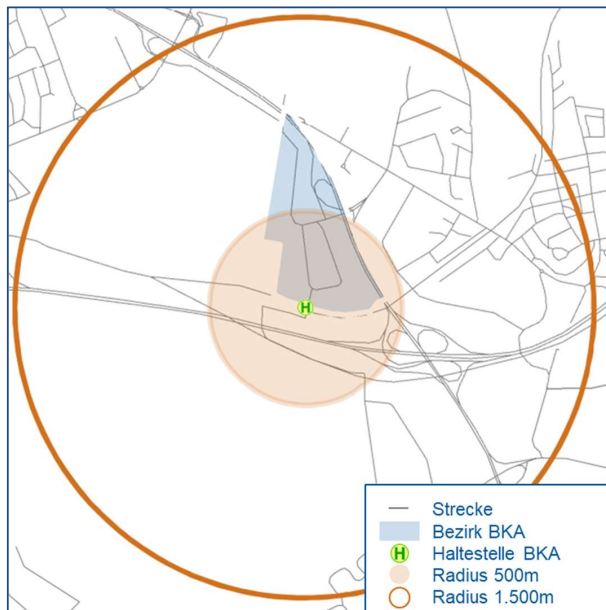 H
Strecke
Bezirk BKA
H Haltestelle BKA
Radius 500m
Radius 1.500m